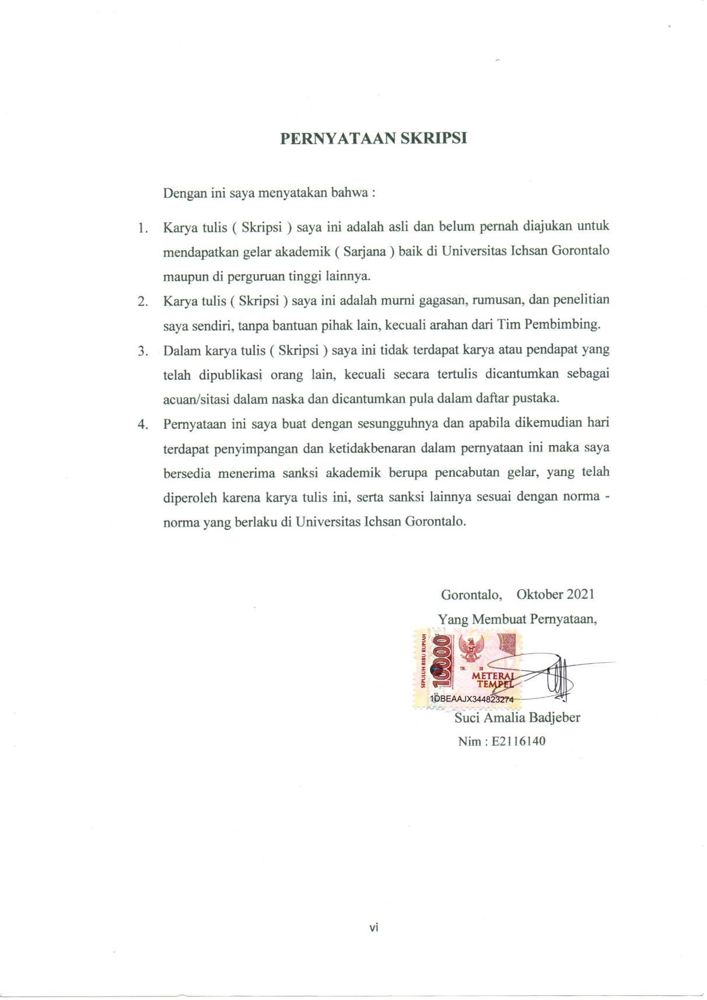 PERNYATAAN SKRIPSI
Dengan ini saya menyatakan bahwa :
1. Karya tulis ( Skripsi ) saya ini adalah asli dan belum pernah diajukan untuk
mendapatkan gelar akademik ( Sarjana ) baik di Universitas Ichsan Gorontalo
maupun di perguruan tinggi lainnya.
2. Karya tulis ( Skripsi ) saya ini adalah murni gagasan, rumusan, dan penelitian
saya sendiri, tanpa bantuan pihak lain, kecuali arahan dari Tim Pembimbing.
3. Dalam karya tulis ( Skripsi ) saya ini tidak terdapat karya atau pendapat yang
telah dipublikasi orang lain, kecuali secara tertulis dicantumkan sebagai
acuan/sitasi dalam naska dan dicantumkan pula dalam daftar pustaka.
4. Pernyataan ini saya buat dengan sesungguhnya dan apabila dikemudian hari
terdapat penyimpangan dan ketidakbenaran dalam pernyataan ini maka saya
bersedia menerima sanksi akademik berupa pencabutan gelar, yang telah
diperoleh karena karya tulis ini, serta sanksi lainnya sesuai dengan norma -
norma yang berlaku di Universitas Ichsan Gorontalo.
Gorontalo, Oktober 2021
Yang Membuat Pernyataan,
SEPULUH RIBU RUPIAH
10000
TGL. 20
METERAI
TEMPEL
1DBEAAJX344823274
Suci Amalia Badjeber
Nim : E2116140
vi